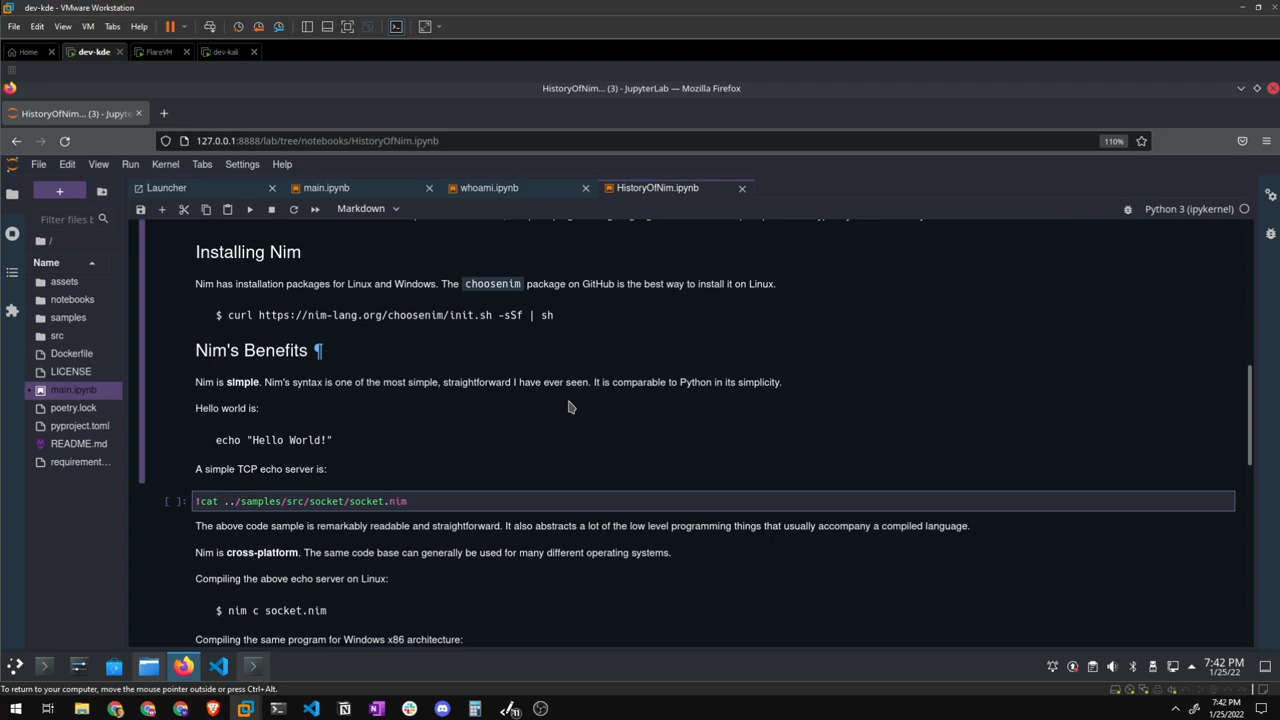 dev-kde - VMware Workstation
File Edit View VM Tabs Help
Home dev-kde FlareVM dev-kali
HistoryOfNim... (3) - JupyterLab — Mozilla Firefox
HistoryOfNim... (3) - Jupyte
127.0.0.1:8888/lab/tree/notebooks/HistoryOfNim.ipynb 110%
File Edit View Run Kernel Tabs Settings Help
Launcher main.ipynb whoami.ipynb HistoryOfNim.ipynb
Markdown Python 3 (ipykernel)
Filter files b
/
Name
assets
notebooks
samples
src
Dockerfile
LICENSE
main.ipynb
poetry.lock
pyproject.toml
README.md
requirement...
Installing Nim
Nim has installation packages for Linux and Windows. The choosenim package on GitHub is the best way to install it on Linux.
$ curl https://nim-lang.org/choosenim/init.sh -sSf | sh
Nim's Benefits ¶
Nim is simple. Nim's syntax is one of the most simple, straightforward I have ever seen. It is comparable to Python in its simplicity.
Hello world is:
echo "Hello World!"
A simple TCP echo server is:
[ ]: !cat ../samples/src/socket/socket.nim
The above code sample is remarkably readable and straightforward. It also abstracts a lot of the low level programming things that usually accompany a compiled language.
Nim is cross-platform. The same code base can generally be used for many different operating systems.
Compiling the above echo server on Linux:
$ nim c socket.nim
Compiling the same program for Windows x86 architecture:
7:42 PM
1/25/22
To return to your computer, move the mouse pointer outside or press Ctrl+Alt.
7:42 PM
1/25/2022